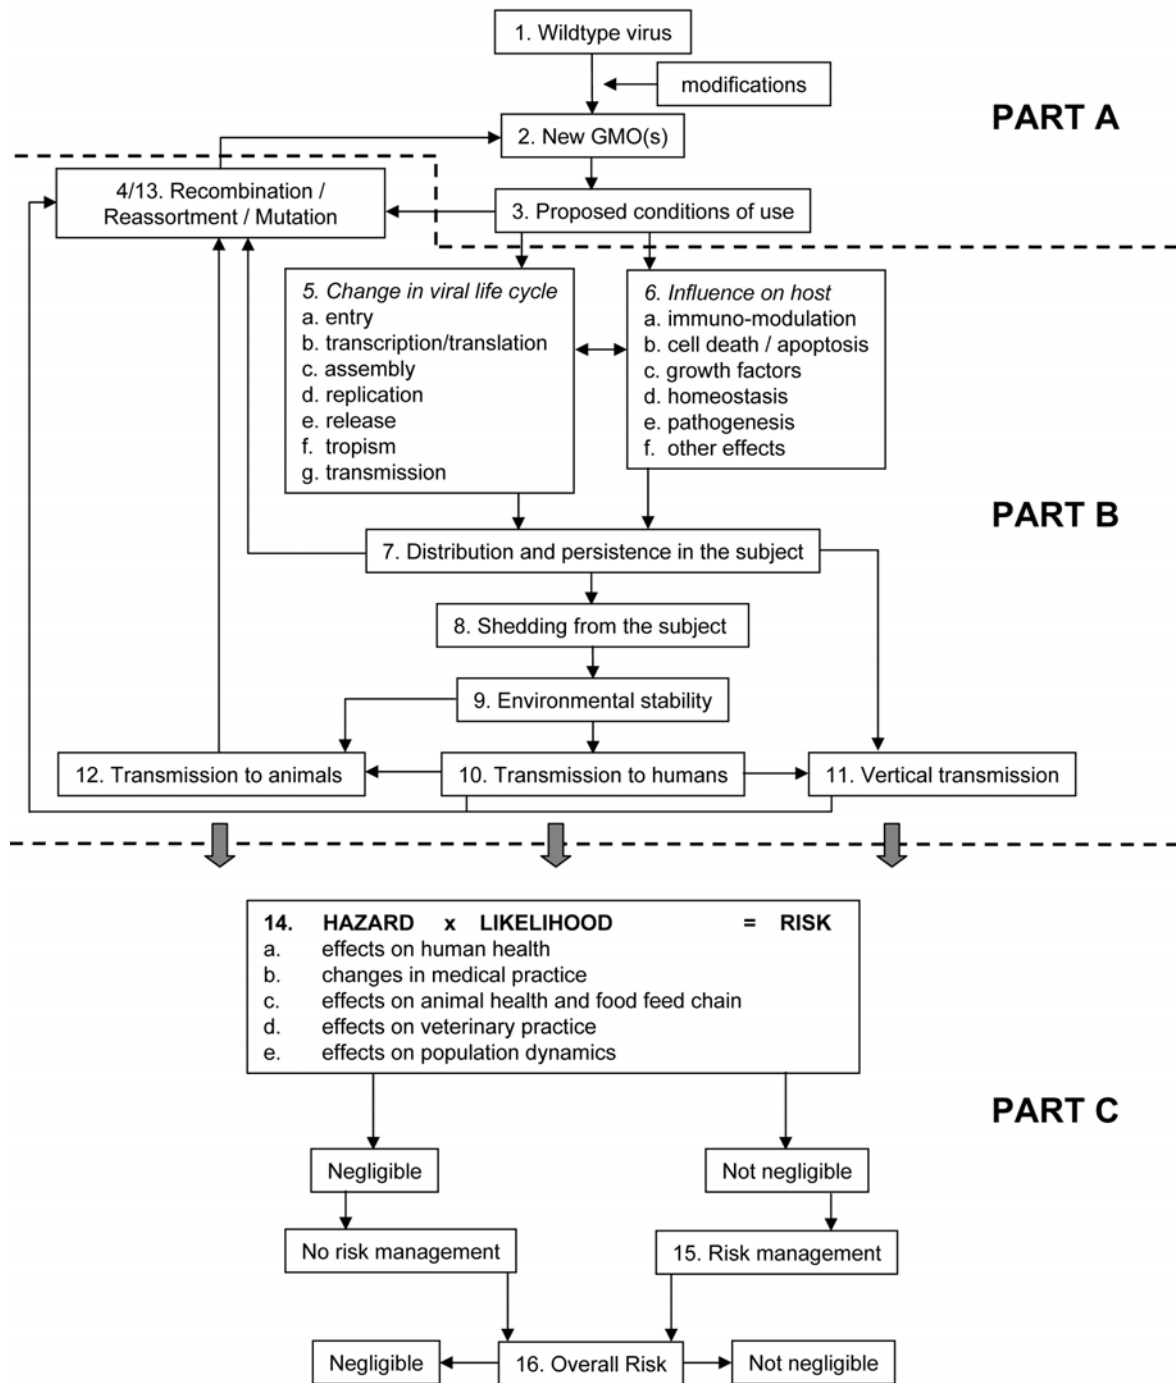 1. Wildtype virus
modifications
PART A
2. New GMO(s)
4/13. Recombination /
Reassortment / Mutation
3. Proposed conditions of use
5. Change in viral life cycle
a. entry
b. transcription/translation
c. assembly
d. replication
e. release
f. tropism
g. transmission
6. Influence on host
a. immuno-modulation
b. cell death / apoptosis
c. growth factors
d. homeostasis
e. pathogenesis
f. other effects
PART B
7. Distribution and persistence in the subject
8. Shedding from the subject
9. Environmental stability
12. Transmission to animals
10. Transmission to humans
11. Vertical transmission
14. HAZARD x LIKELIHOOD = RISK
a. effects on human health
b. changes in medical practice
c. effects on animal health and food feed chain
d. effects on veterinary practice
e. effects on population dynamics
PART C
Negligible
Not negligible
No risk management
15. Risk management
Negligible
16. Overall Risk
Not negligible